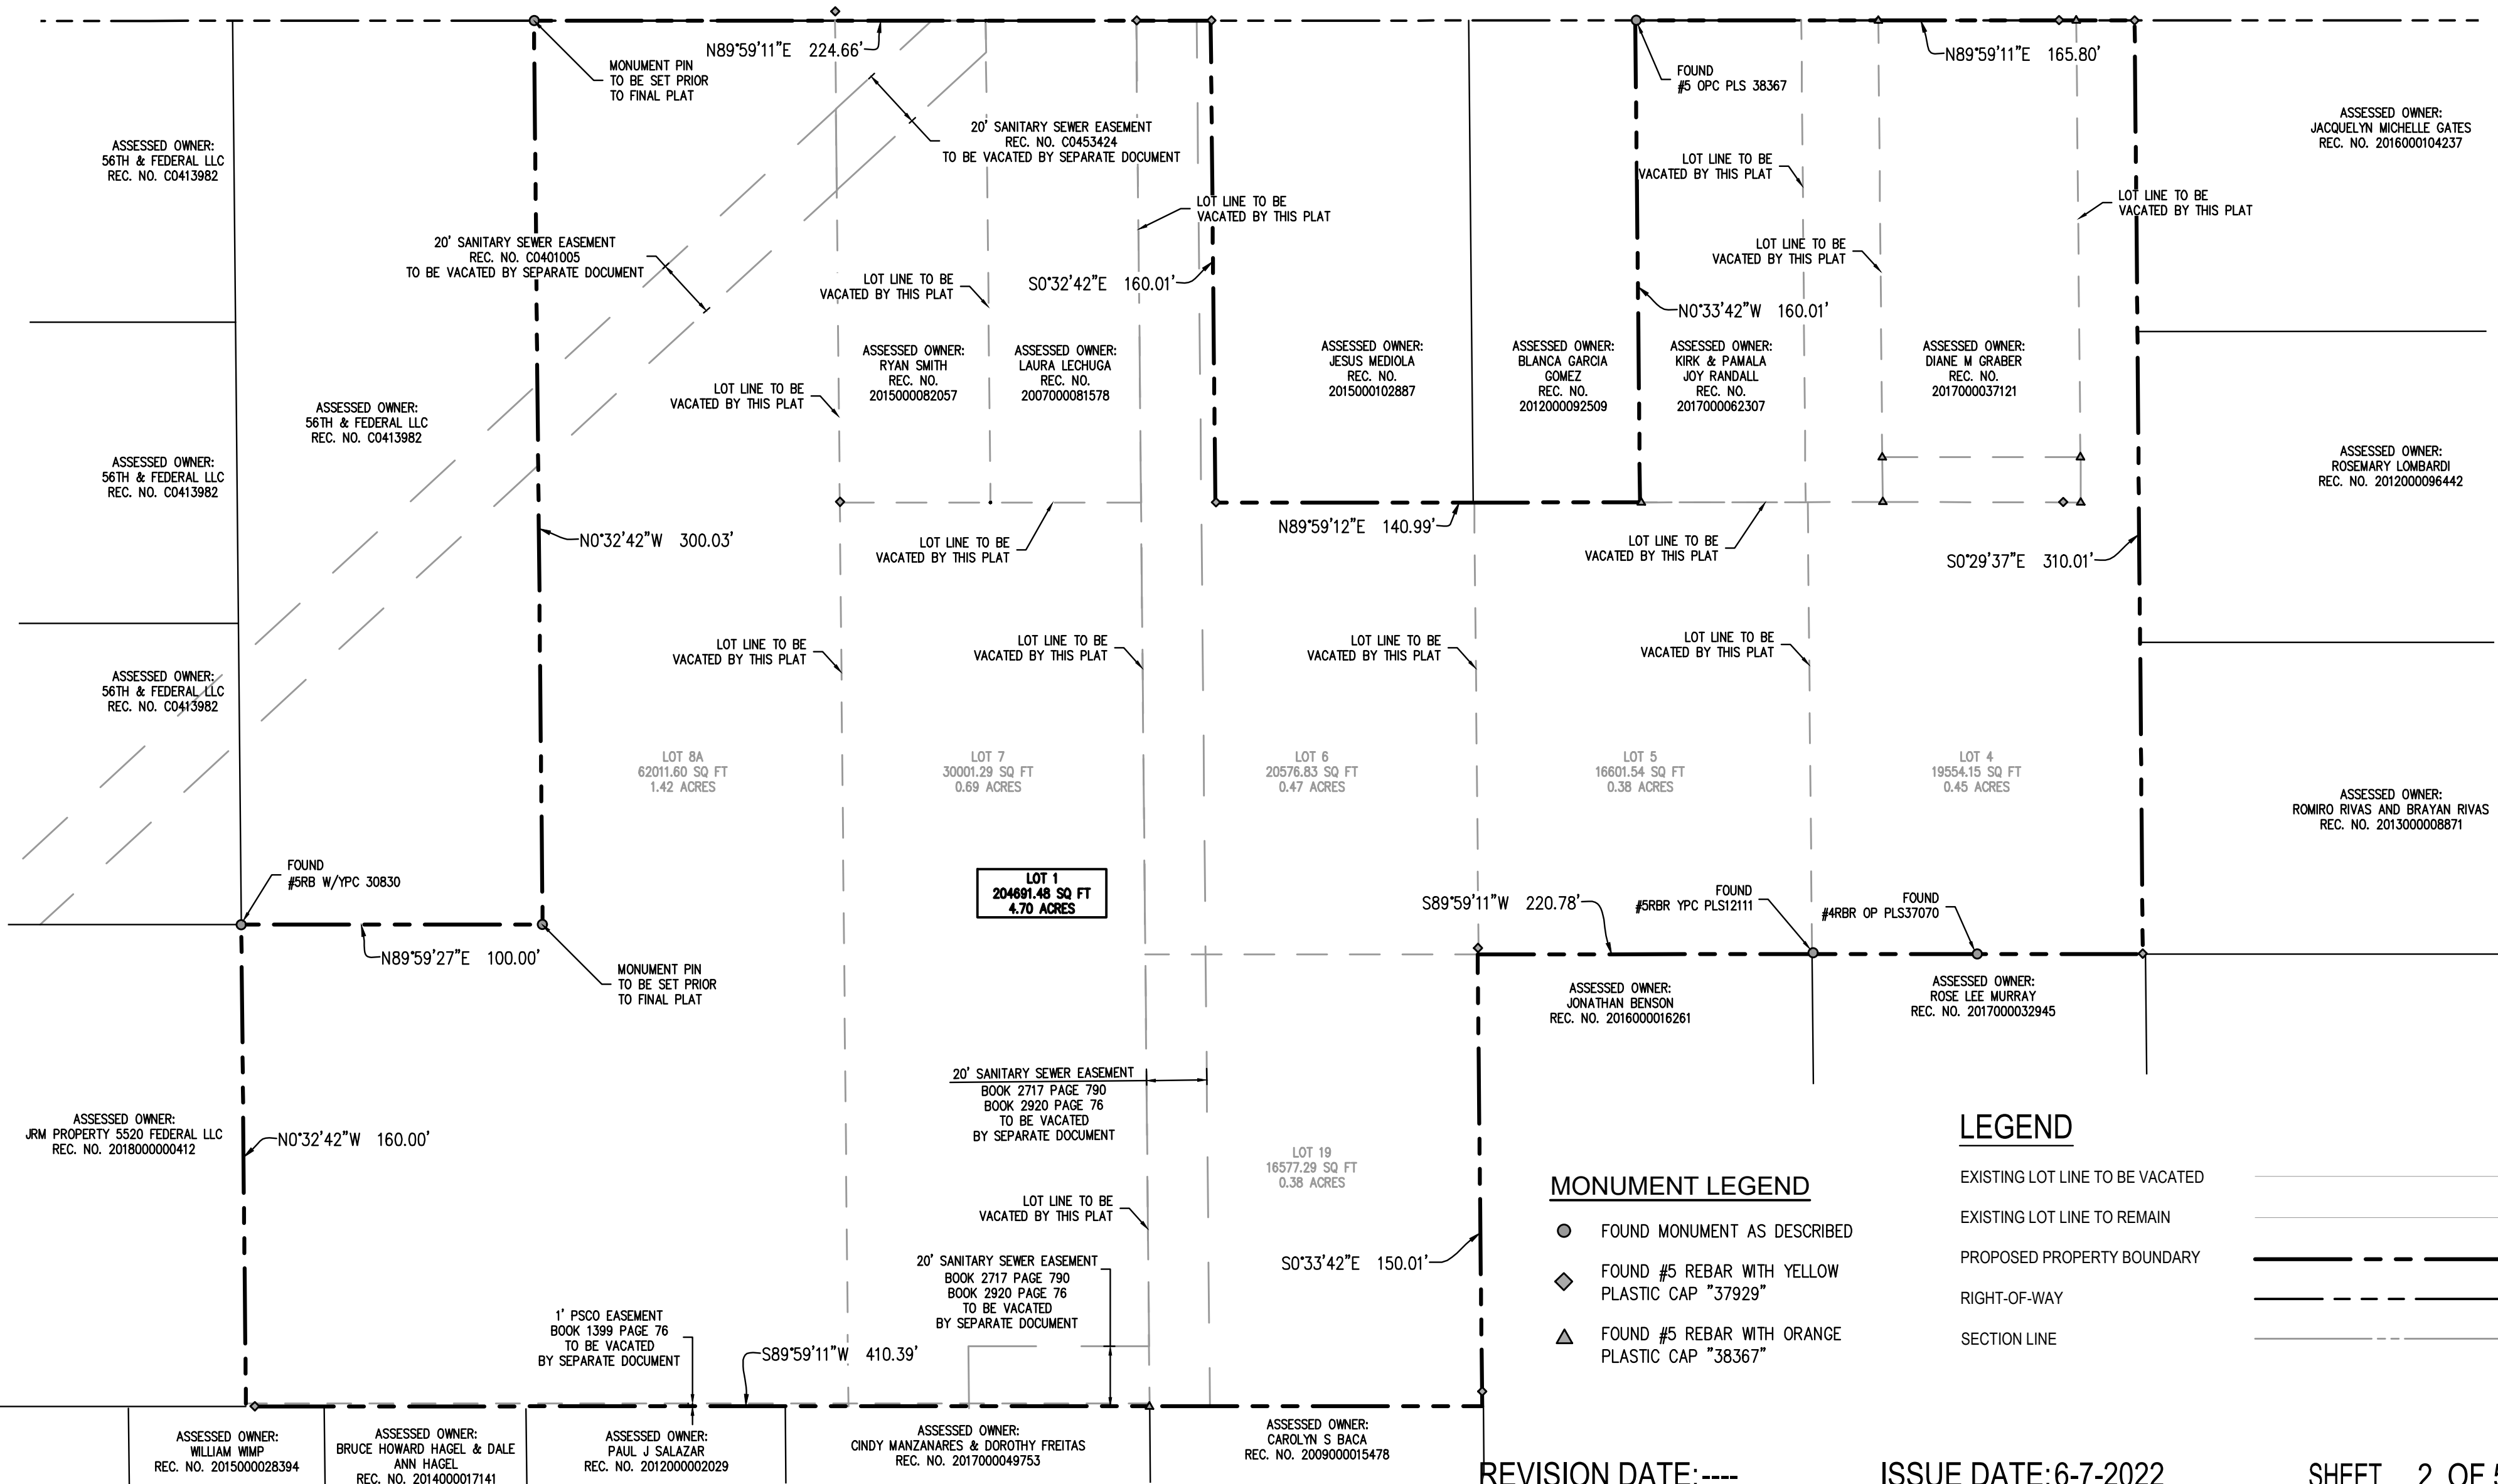 N89°59'11"E 224.66'
MONUMENT PIN
TO BE SET PRIOR
TO FINAL PLAT
FOUND
#5 OPC PLS 38367
N89°59'11"E 165.80'
ASSESSED OWNER:
56TH & FEDERAL LLC
REC. NO. C0413982
20' SANITARY SEWER EASEMENT
REC. NO. C0453424
TO BE VACATED BY SEPARATE DOCUMENT
LOT LINE TO BE
VACATED BY THIS PLAT
ASSESSED OWNER:
JACQUELYN MICHELLE GATES
REC. NO. 2016000104237
LOT LINE TO BE
VACATED BY THIS PLAT
LOT LINE TO BE
VACATED BY THIS PLAT
20' SANITARY SEWER EASEMENT
REC. NO. C0401005
TO BE VACATED BY SEPARATE DOCUMENT
LOT LINE TO BE
VACATED BY THIS PLAT
S0°32'42"E 160.01'
LOT LINE TO BE
VACATED BY THIS PLAT
N0°33'42"W 160.01'
ASSESSED OWNER:
56TH & FEDERAL LLC
REC. NO. C0413982
LOT LINE TO BE
VACATED BY THIS PLAT
ASSESSED OWNER:
RYAN SMITH
REC. NO.
2015000082057
ASSESSED OWNER:
LAURA LECHUGA
REC. NO.
2007000081578
ASSESSED OWNER:
JESUS MEDIOLA
REC. NO.
2015000102887
ASSESSED OWNER:
BLANCA GARCIA
GOMEZ
REC. NO.
2012000092509
ASSESSED OWNER:
KIRK & PAMALA
JOY RANDALL
REC. NO.
2017000062307
ASSESSED OWNER:
DIANE M GRABER
REC. NO.
2017000037121
ASSESSED OWNER:
56TH & FEDERAL LLC
REC. NO. C0413982
ASSESSED OWNER:
ROSEMARY LOMBARDI
REC. NO. 2012000096442
N0°32'42"W 300.03'
LOT LINE TO BE
VACATED BY THIS PLAT
N89°59'12"E 140.99'
LOT LINE TO BE
VACATED BY THIS PLAT
S0°29'37"E 310.01'
ASSESSED OWNER:
56TH & FEDERAL LLC
REC. NO. C0413982
LOT LINE TO BE
VACATED BY THIS PLAT
LOT LINE TO BE
VACATED BY THIS PLAT
LOT LINE TO BE
VACATED BY THIS PLAT
LOT LINE TO BE
VACATED BY THIS PLAT
LOT 8A
62011.60 SQ FT
1.42 ACRES
LOT 7
30001.29 SQ FT
0.69 ACRES
LOT 6
20576.83 SQ FT
0.47 ACRES
LOT 5
16601.54 SQ FT
0.38 ACRES
LOT 4
19554.15 SQ FT
0.45 ACRES
ASSESSED OWNER:
ROMIRO RIVAS AND BRAYAN RIVAS
REC. NO. 2013000008871
FOUND
#5RB W/YPC 30830
LOT 1
204691.48 SQ FT
4.70 ACRES
S89°59'11"W 220.78'
FOUND
#5RBR YPC PLS12111
FOUND
#4RBR OP PLS37070
N89°59'27"E 100.00'
MONUMENT PIN
TO BE SET PRIOR
TO FINAL PLAT
ASSESSED OWNER:
JONATHAN BENSON
REC. NO. 2016000016261
ASSESSED OWNER:
ROSE LEE MURRAY
REC. NO. 2017000032945
20' SANITARY SEWER EASEMENT
BOOK 2717 PAGE 790
BOOK 2920 PAGE 76
TO BE VACATED
BY SEPARATE DOCUMENT
ASSESSED OWNER:
JRM PROPERTY 5520 FEDERAL LLC
REC. NO. 2018000000412
N0°32'42"W 160.00'
LOT 19
16577.29 SQ FT
0.38 ACRES
LOT LINE TO BE
VACATED BY THIS PLAT
S0°33'42"E 150.01'
20' SANITARY SEWER EASEMENT
BOOK 2717 PAGE 790
BOOK 2920 PAGE 76
TO BE VACATED
BY SEPARATE DOCUMENT
1' PSCO EASEMENT
BOOK 1399 PAGE 76
TO BE VACATED
BY SEPARATE DOCUMENT
S89°59'11"W 410.39'
MONUMENT LEGEND
FOUND MONUMENT AS DESCRIBED
FOUND #5 REBAR WITH YELLOW
PLASTIC CAP "37929"
FOUND #5 REBAR WITH ORANGE
PLASTIC CAP "38367"
LEGEND
EXISTING LOT LINE TO BE VACATED
EXISTING LOT LINE TO REMAIN
PROPOSED PROPERTY BOUNDARY
RIGHT-OF-WAY
SECTION LINE
ASSESSED OWNER:
WILLIAM WIMP
REC. NO. 2015000028394
ASSESSED OWNER:
BRUCE HOWARD HAGEL & DALE
ANN HAGEL
REC. NO. 2014000017141
ASSESSED OWNER:
PAUL J SALAZAR
REC. NO. 2012000002029
ASSESSED OWNER:
CINDY MANZANARES & DOROTHY FREITAS
REC. NO. 2017000049753
ASSESSED OWNER:
CAROLYN S BACA
REC. NO. 2009000015478
REVISION DATE: ----
ISSUE DATE: 6-7-2022
SHEET 2 OF 5